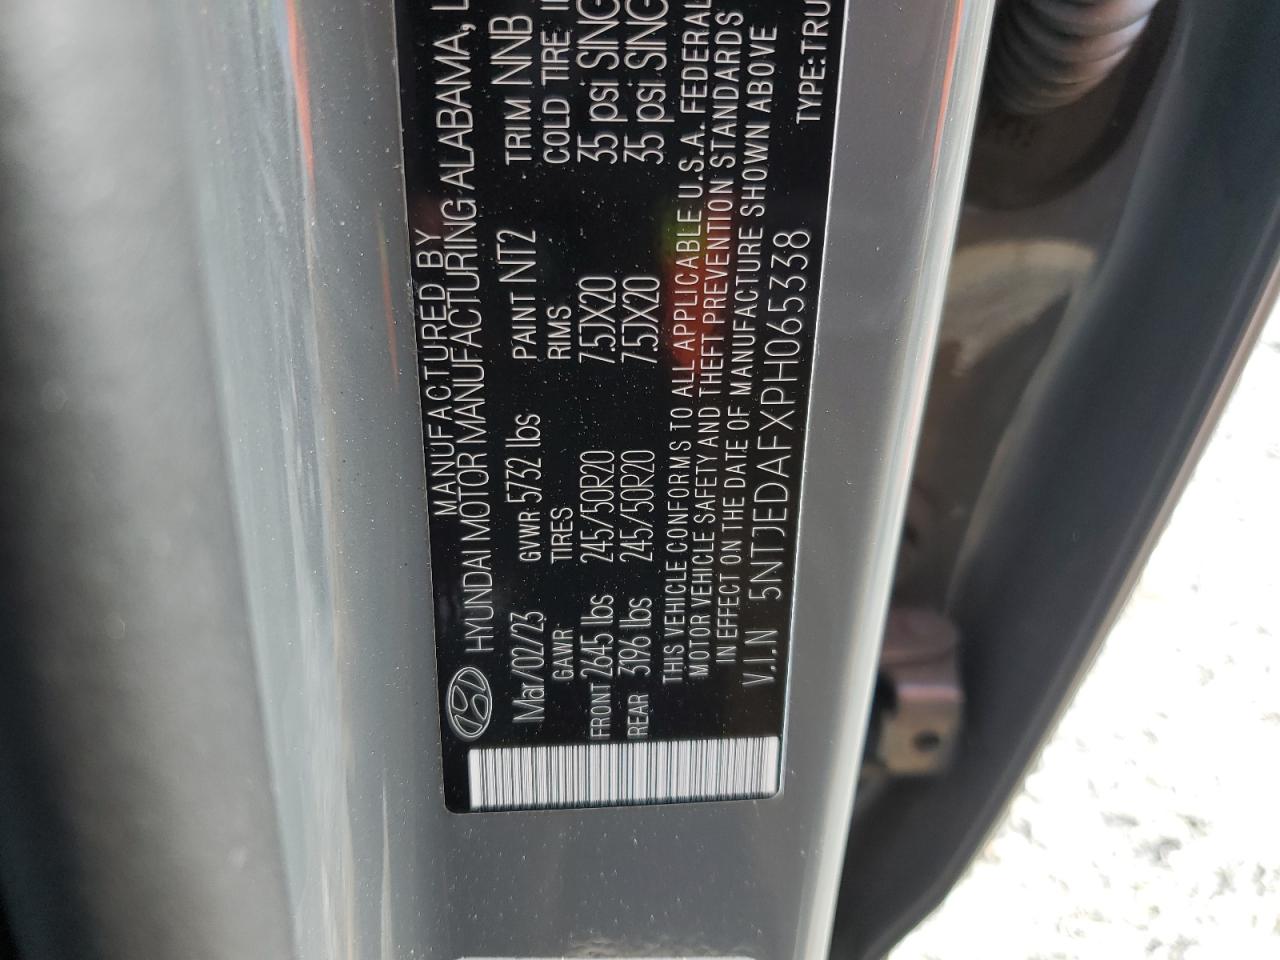 MANUFACTURED BY
HYUNDAI MOTOR MANUFACTURING ALABAMA, L
Mar/02/23 GVWR 5732 lbs PAINT NT2 TRIM NNB
GAWR TIRES RIMS COLD TIRE
FRONT 2645 lbs 245/50R20 7.5JX20 35 psi SING
REAR 3196 lbs 245/50R20 7.5JX20 35 psi SING
THIS VEHICLE CONFORMS TO ALL APPLICABLE U.S.A. FEDERAL
MOTOR VEHICLE SAFETY AND THEFT PREVENTION STANDARDS
IN EFFECT ON THE DATE OF MANUFACTURE SHOWN ABOVE
V.I.N 5NTJEDAFXPH065338 TYPE:TRU